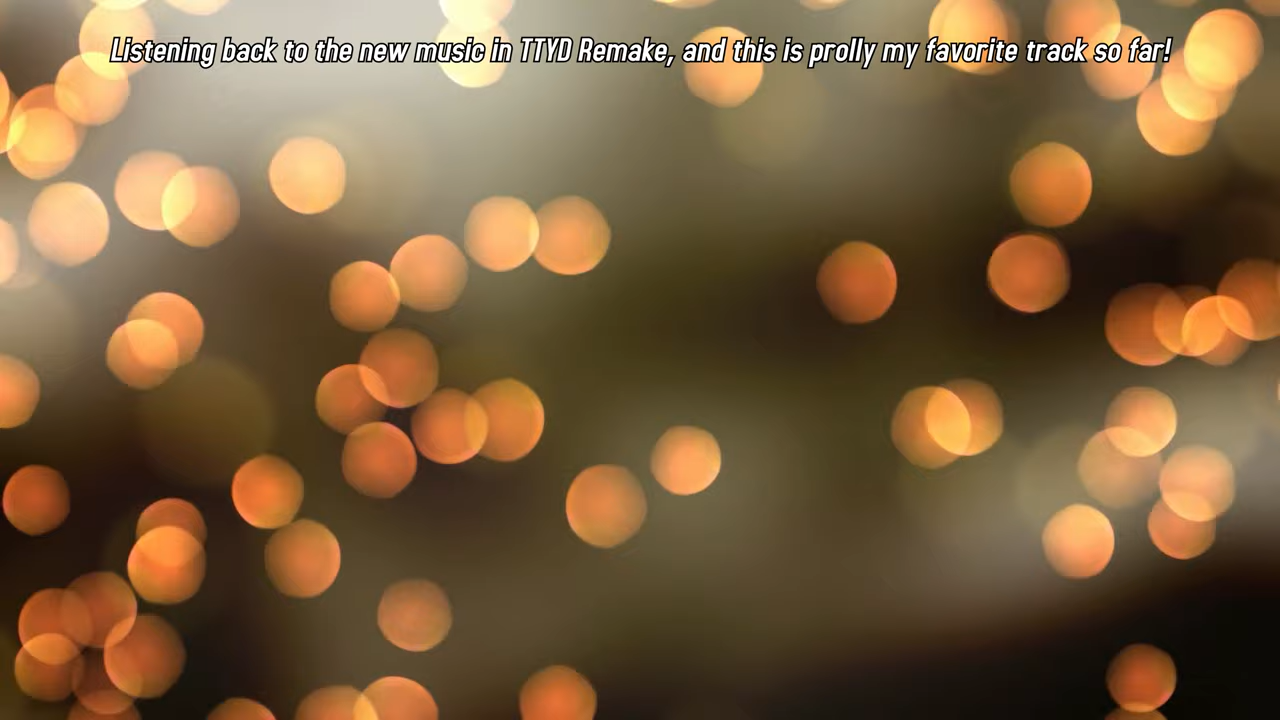 Listening back to the new music in TTYD Remake, and this is prolly my favorite track so far!